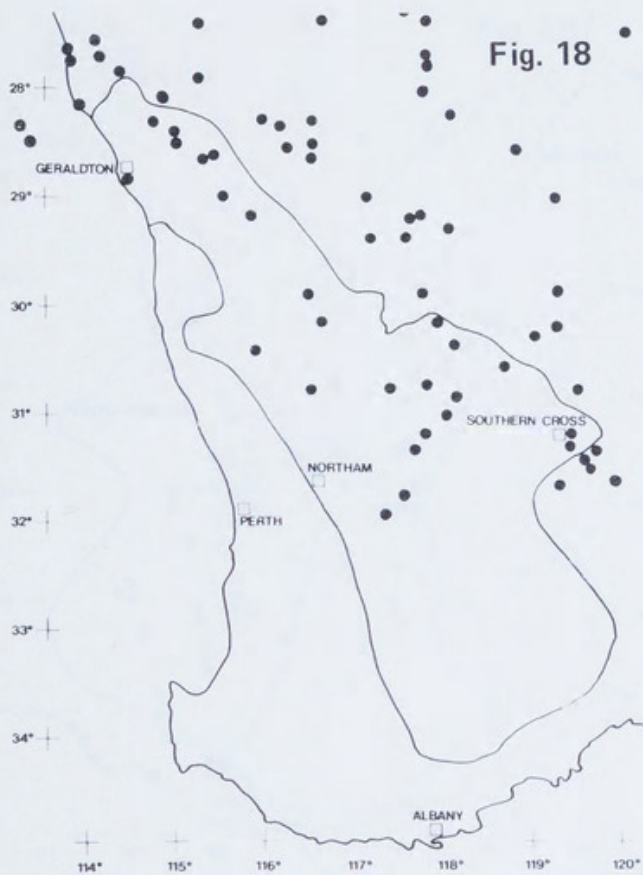 Fig. 18
28°
GERALDTON
29°
30°
31°
SOUTHERN CROSS
NORTHAM
PERTH
32°
33°
34°
ALBANY
114° 115° 116° 117° 118° 119° 120°